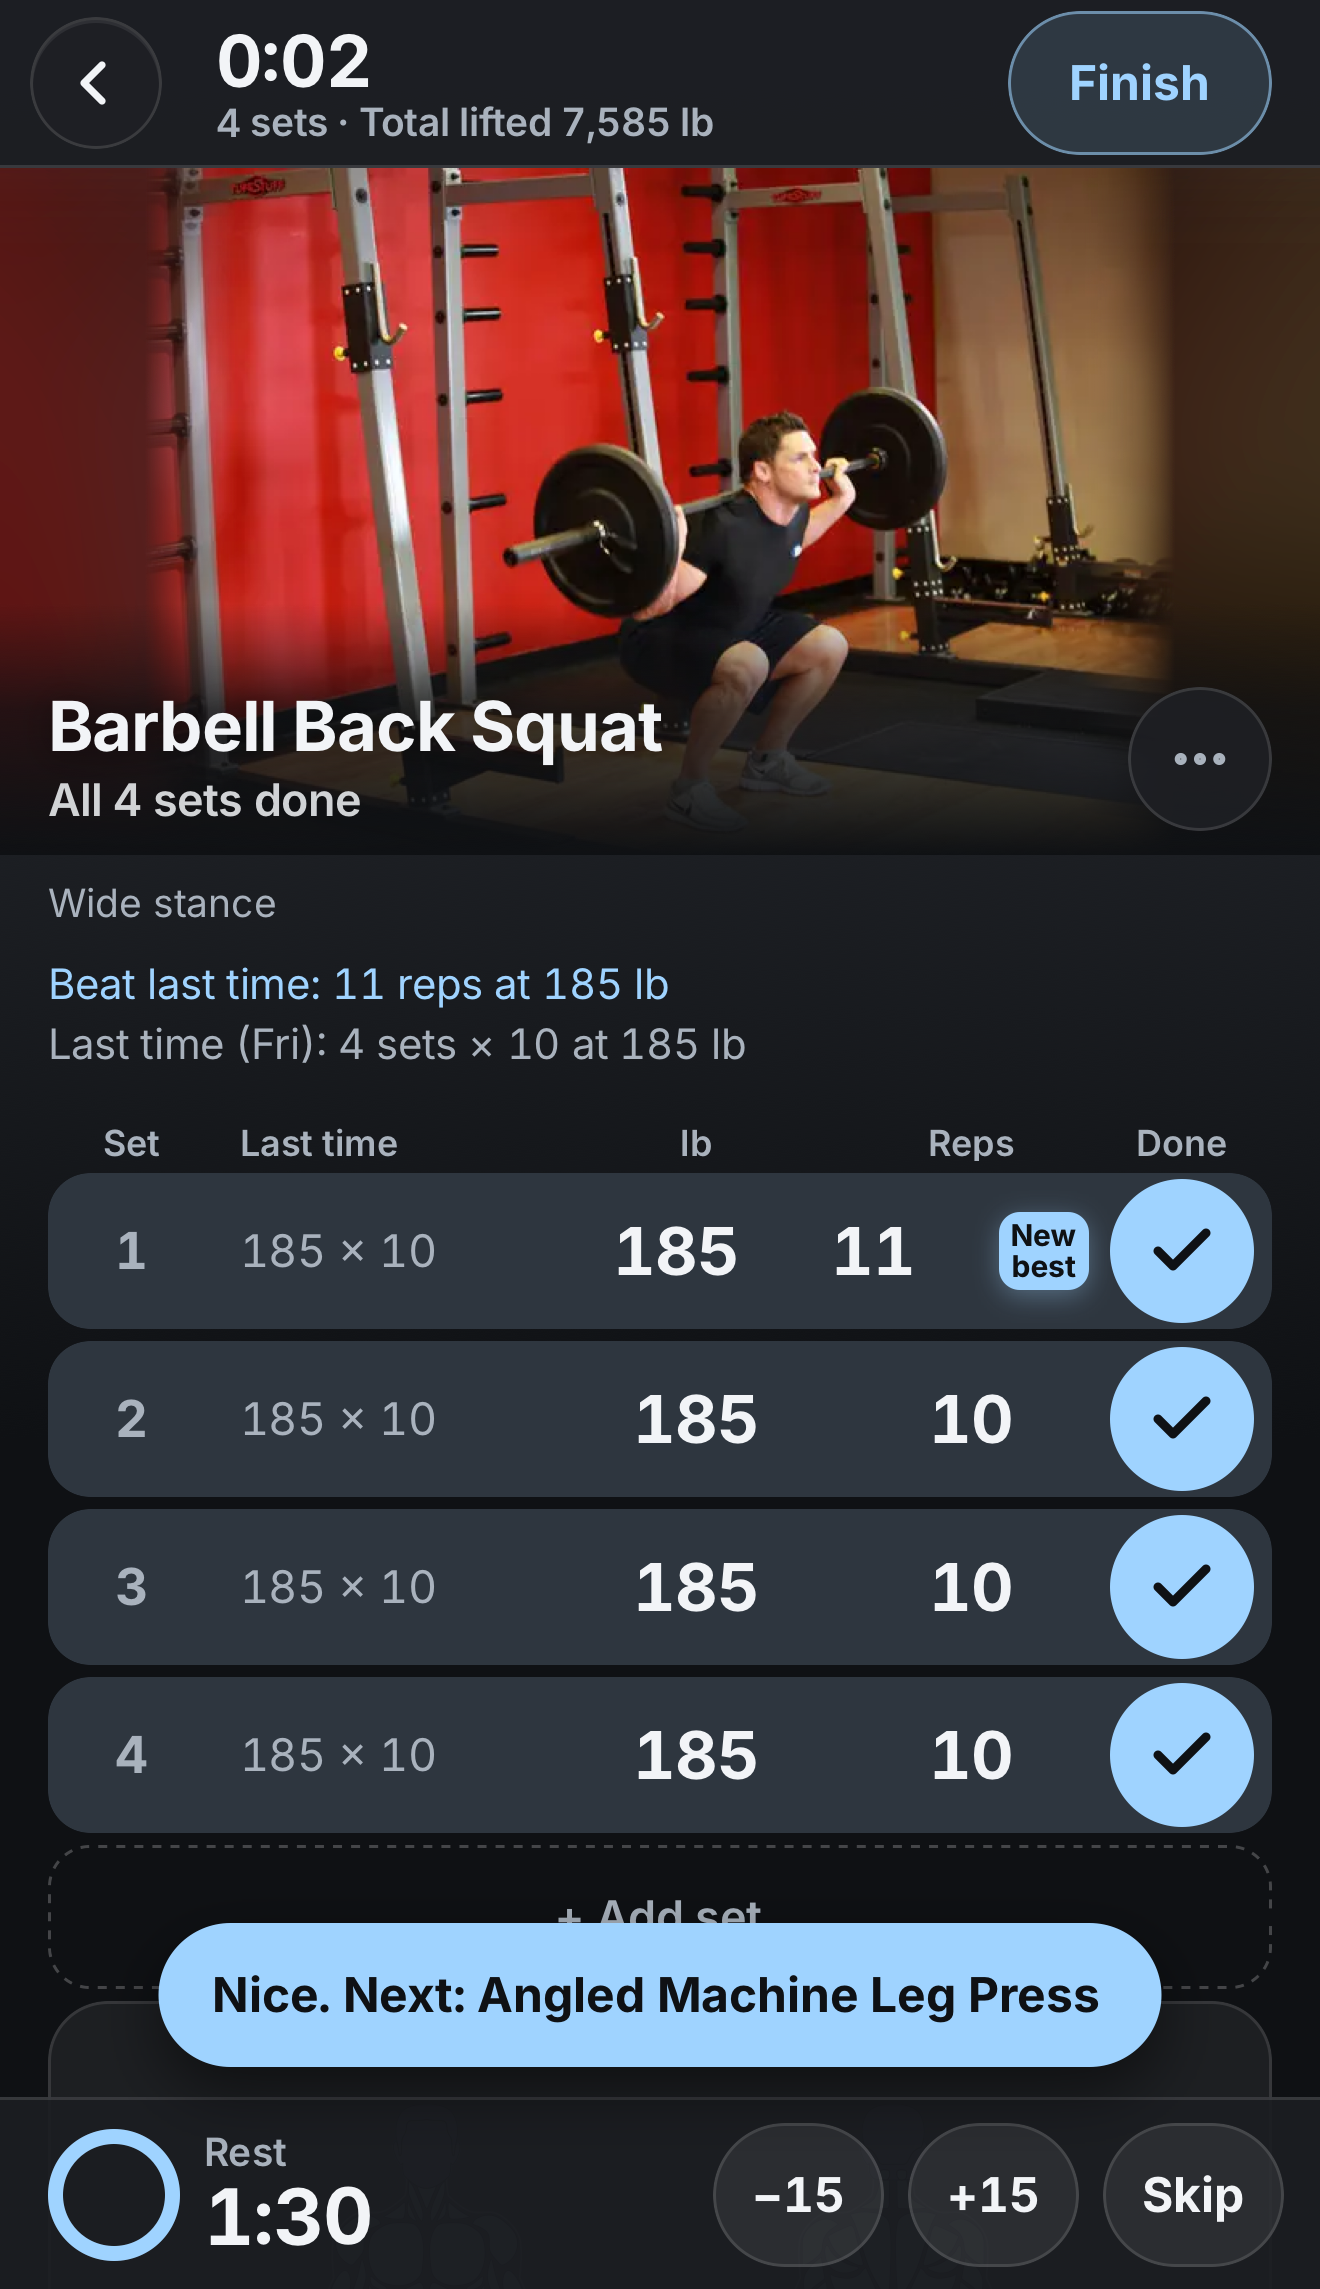 0:02
Finish
4 sets · Total lifted 7,585 lb
Barbell Back Squat
All 4 sets done
Wide stance
Beat last time: 11 reps at 185 lb
Last time (Fri): 4 sets × 10 at 185 lb
Set Last time lb Reps Done
1 185 × 10 185 11 New best
2 185 × 10 185 10
3 185 × 10 185 10
4 185 × 10 185 10
+ Add set
Nice. Next: Angled Machine Leg Press
Rest
1:30
−15 +15 Skip